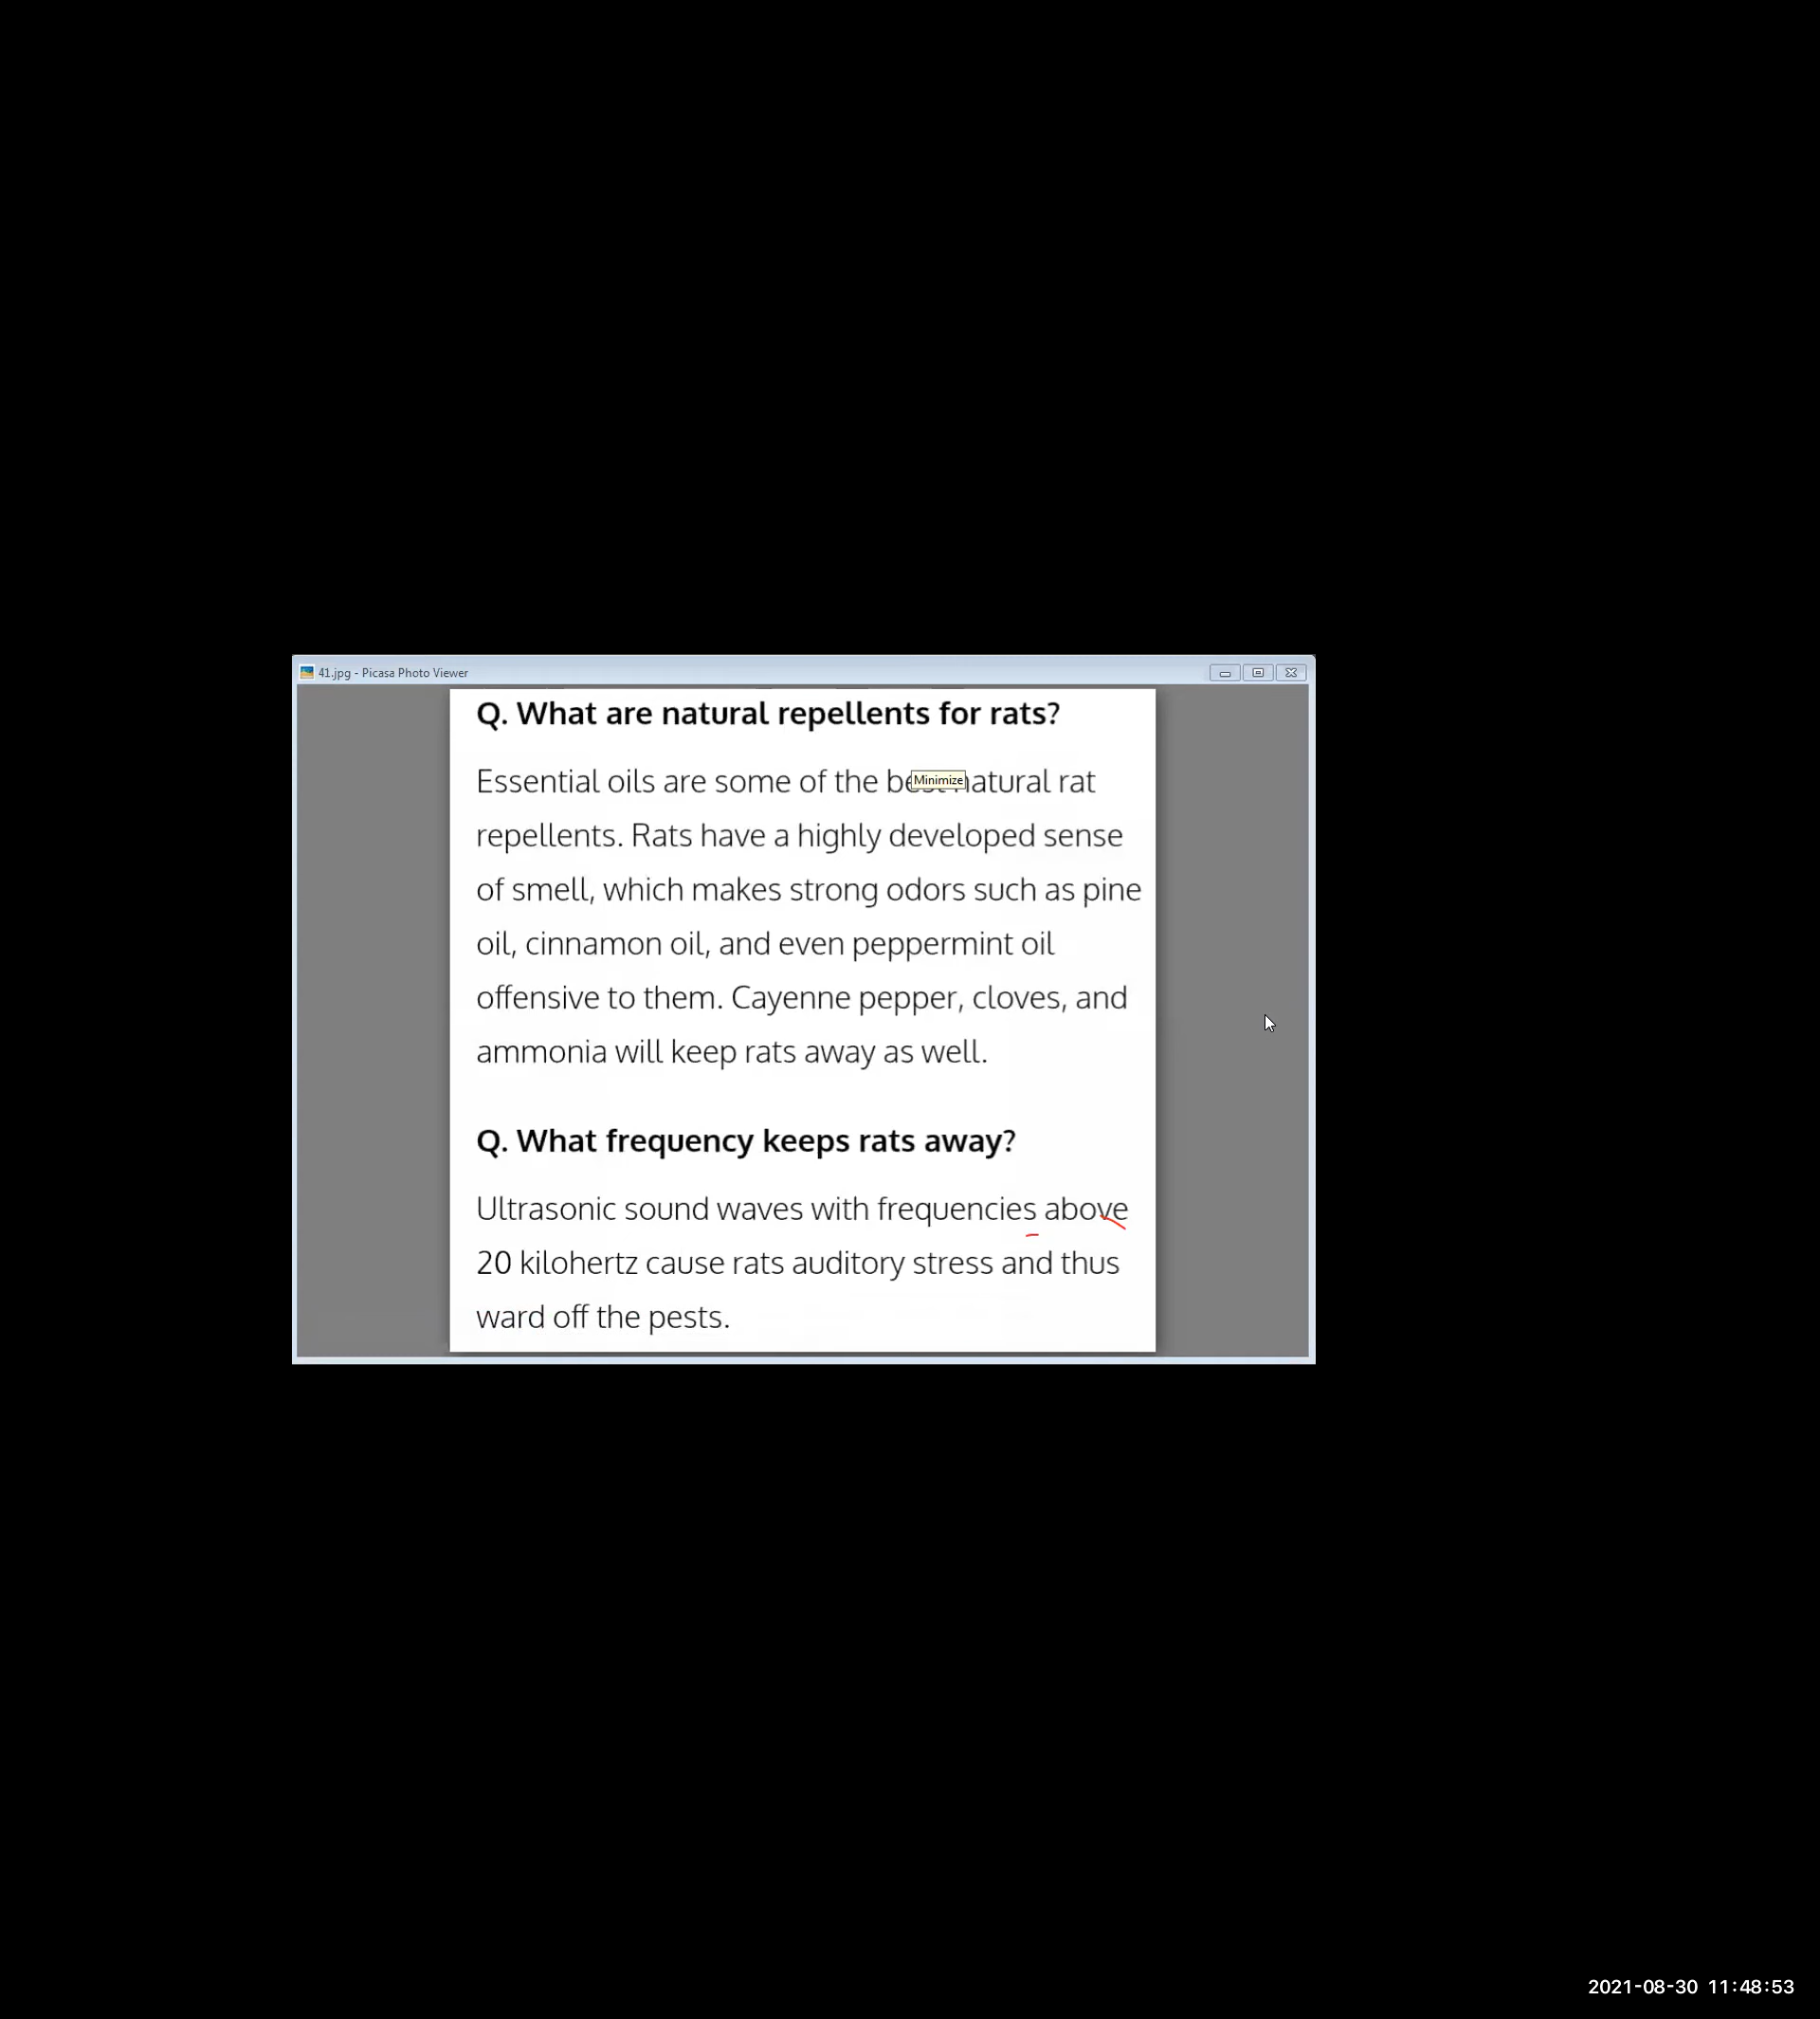 41.jpg - Picasa Photo Viewer
Q. What are natural repellents for rats?
Essential oils are some of the best natural rat
Minimize
repellents. Rats have a highly developed sense
of smell, which makes strong odors such as pine
oil, cinnamon oil, and even peppermint oil
offensive to them. Cayenne pepper, cloves, and
ammonia will keep rats away as well.
Q. What frequency keeps rats away?
Ultrasonic sound waves with frequencies above
20 kilohertz cause rats auditory stress and thus
ward off the pests.
2021-08-30 11:48:53